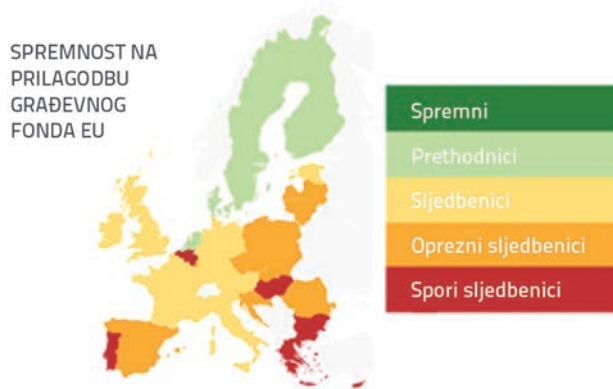 SPREMNOST NA
PRILAGODBU
GRAĐEVNOG
FONDA EU
Spremni
Prethodnici
Sljedbenici
Oprezni sljedbenici
Spori sljedbenici